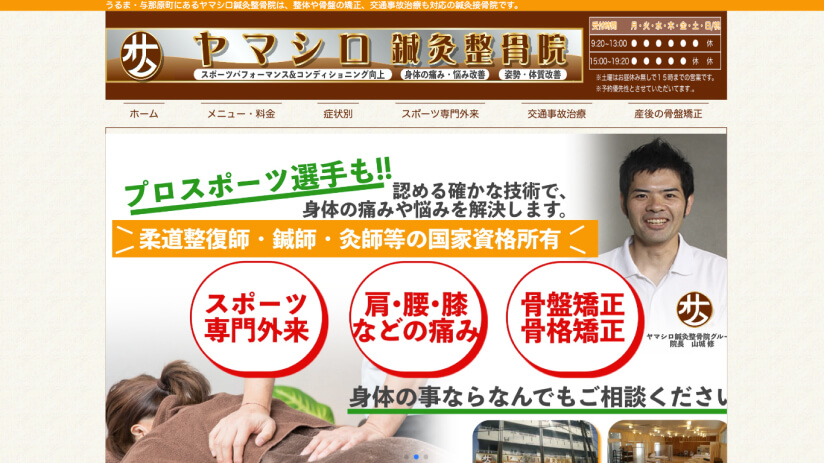 うるま・与那原町にあるヤマシロ鍼灸整骨院は、整体や骨盤の矯正、交通事故治療も対応の鍼灸接骨院です。
ヤマシロ 鍼灸整骨院
スポーツパフォーマンス&コンディショニング向上 身体の痛み・悩み改善 姿勢・体質改善
受付時間 月・火・水・木・金・土・日/祝
9:20~13:00 ● ● ● ● ● ● 休 休
15:00~19:20 ● ● ● ● ● ● 休
※土曜はお昼休み無しで15時までの営業です。
※予約優先性とさせていただいてます。
ホーム メニュー・料金 症状別 スポーツ専門外来 交通事故治療 産後の骨盤矯正
プロスポーツ選手も!!
認める確かな技術で、
身体の痛みや悩みを解決します。
柔道整復師・鍼師・灸師等の国家資格所有
スポーツ
専門外来
肩・腰・膝
などの痛み
骨盤矯正
骨格矯正
ヤマシロ鍼灸整骨院グルー
院長 山城 修
身体の事ならなんでもご相談ください